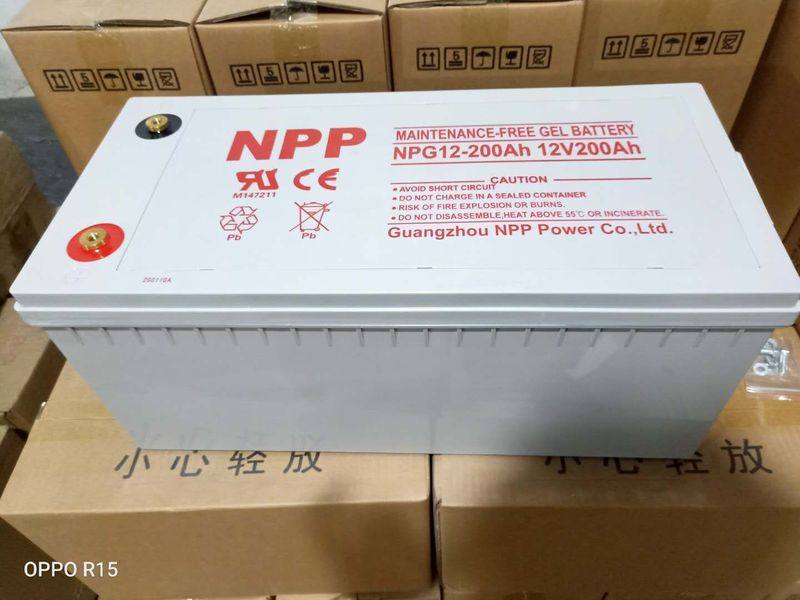 NPP
MAINTENANCE-FREE GEL BATTERY
NPG12-200Ah 12V200Ah
M147211
CE
CAUTION
• AVOID SHORT CIRCUIT
• DO NOT CHARGE IN A SEALED CONTAINER
• RISK OF FIRE EXPLOSION OR BURNS.
• DO NOT DISASSEMBLE,HEAT ABOVE 55℃ OR INCINERATE.
Pb
Pb
Guangzhou NPP Power Co.,Ltd.
200110A
小心轻放
小心轻放
OPPO R15